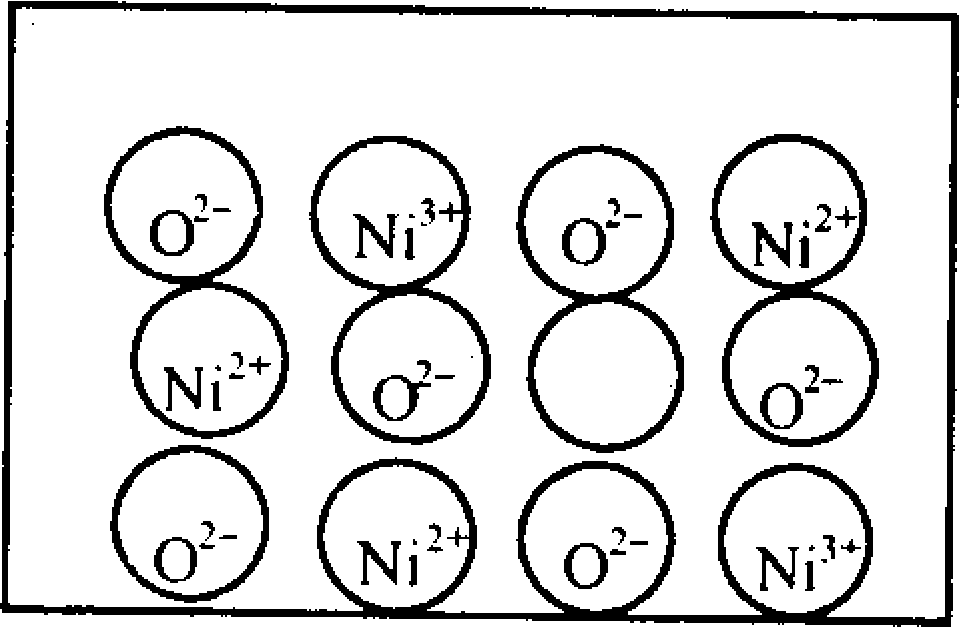 O²⁻ Ni³⁺ O²⁻ Ni²⁺
Ni²⁺ O²⁻ O²⁻
O²⁻ Ni²⁺ O²⁻ Ni³⁺